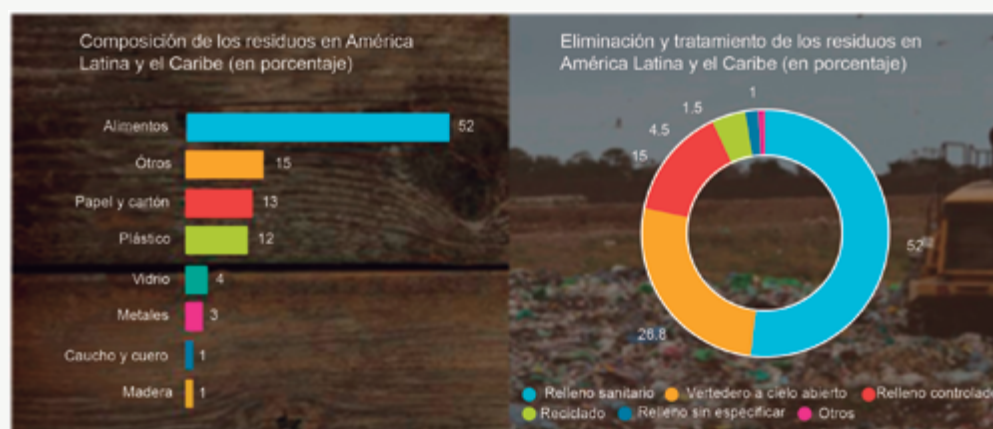 Composición de los residuos en América
Latina y el Caribe (en porcentaje)
Alimentos 52
Ótros 15
Papel y cartón 13
Plástico 12
Vidrio 4
Metales 3
Caucho y cuero 1
Madera 1
Eliminación y tratamiento de los residuos en
América Latina y el Caribe (en porcentaje)
1
1.5
4.5
15
52
26.8
Relleno sanitario Vertedero a cielo abierto Relleno controlado
Reciclado Relleno sin especificar Otros